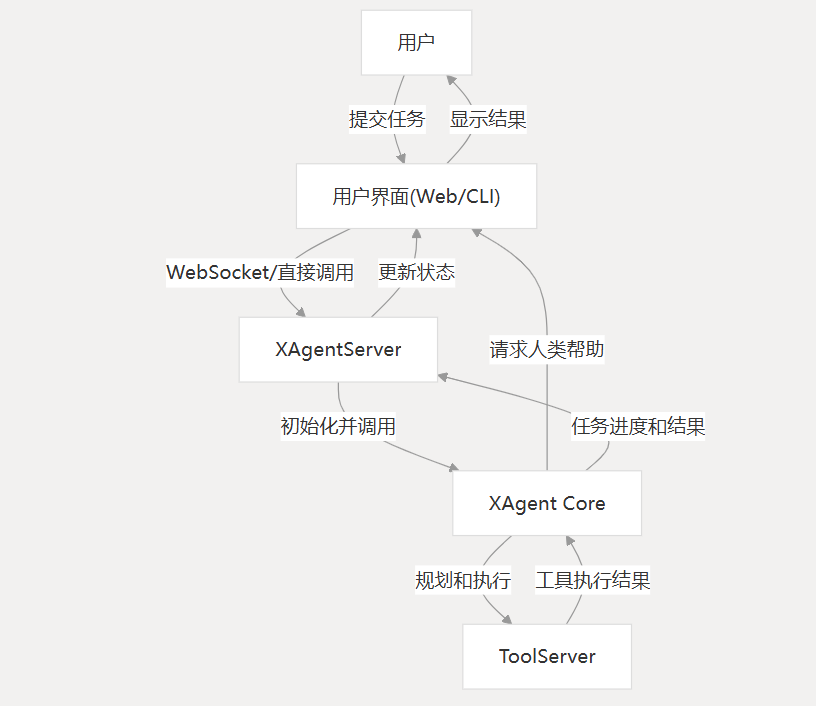 用户
提交任务
显示结果
用户界面(Web/CLI)
WebSocket/直接调用
更新状态
XAgentServer
请求人类帮助
初始化并调用
任务进度和结果
XAgent Core
规划和执行
工具执行结果
ToolServer